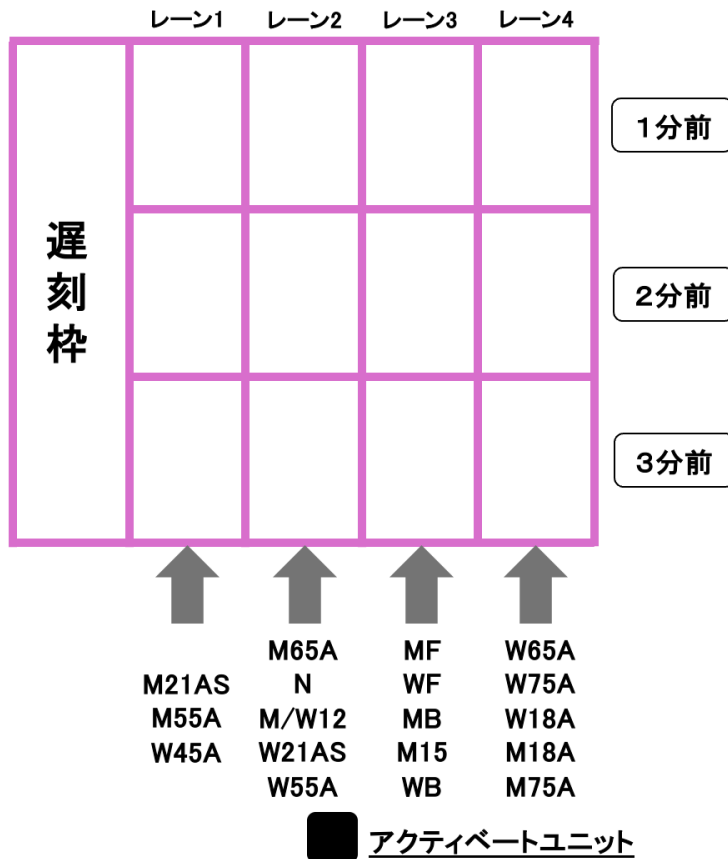 レーン1 レーン2 レーン3 レーン4
遅刻枠
1分前
2分前
3分前
M21AS
M55A
W45A
M65A
N
M/W12
W21AS
W55A
MF
WF
MB
M15
WB
W65A
W75A
W18A
M18A
M75A
アクティベートユニット